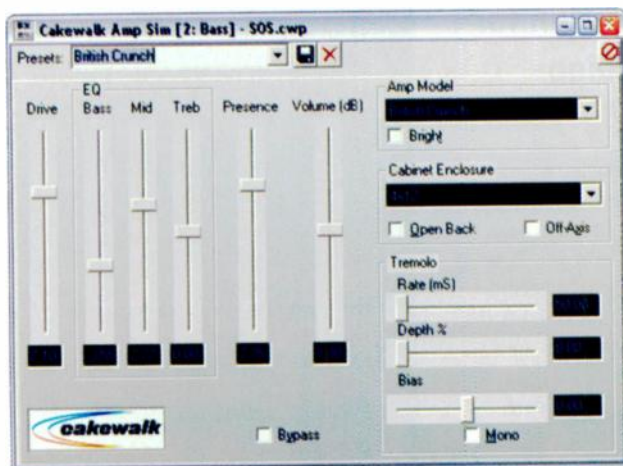 Cakewalk Amp Sim [2: Bass] - SOS.cwp
Presets: British Crunch
EQ
Drive Bass Mid Treb Presence Volume (dB)
Amp Model
Bright
Cabinet Enclosure
Open Back Off-Axis
Tremolo
Rate (mS)
Depth %
Bias
cakewalk
Bypass
Mono